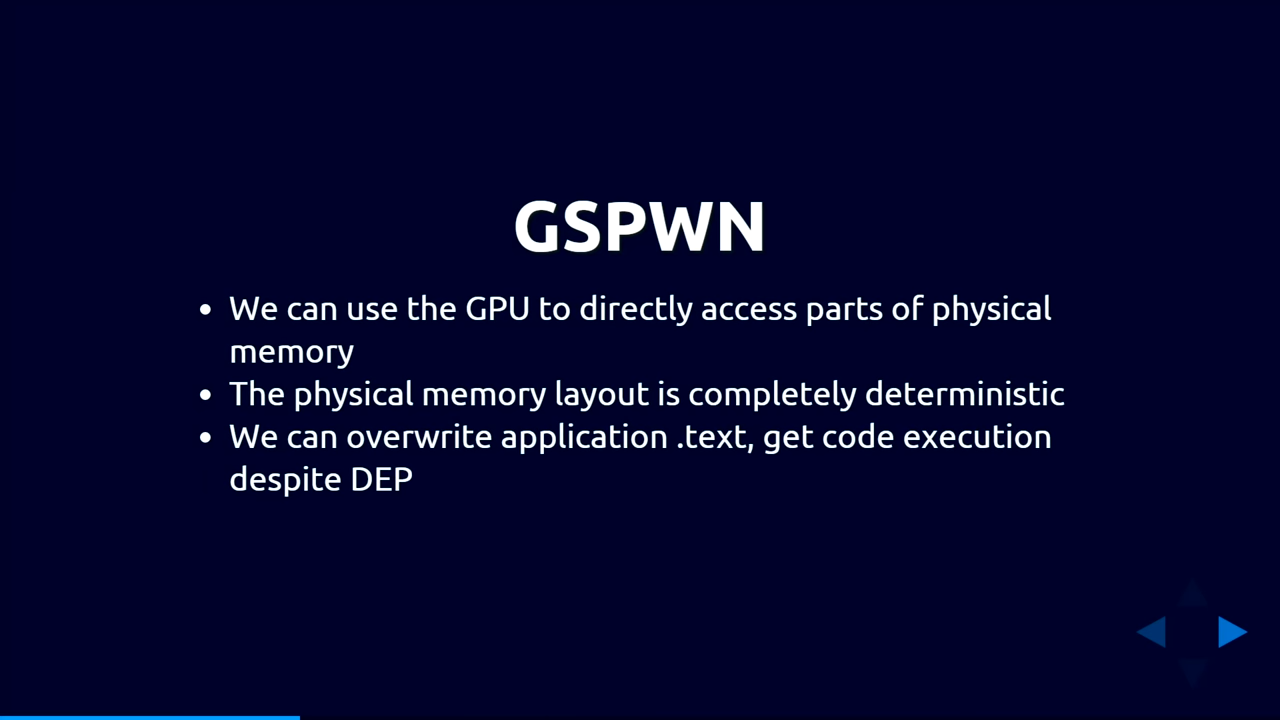 GSPWN
We can use the GPU to directly access parts of physical
memory
The physical memory layout is completely deterministic
We can overwrite application .text, get code execution
despite DEP